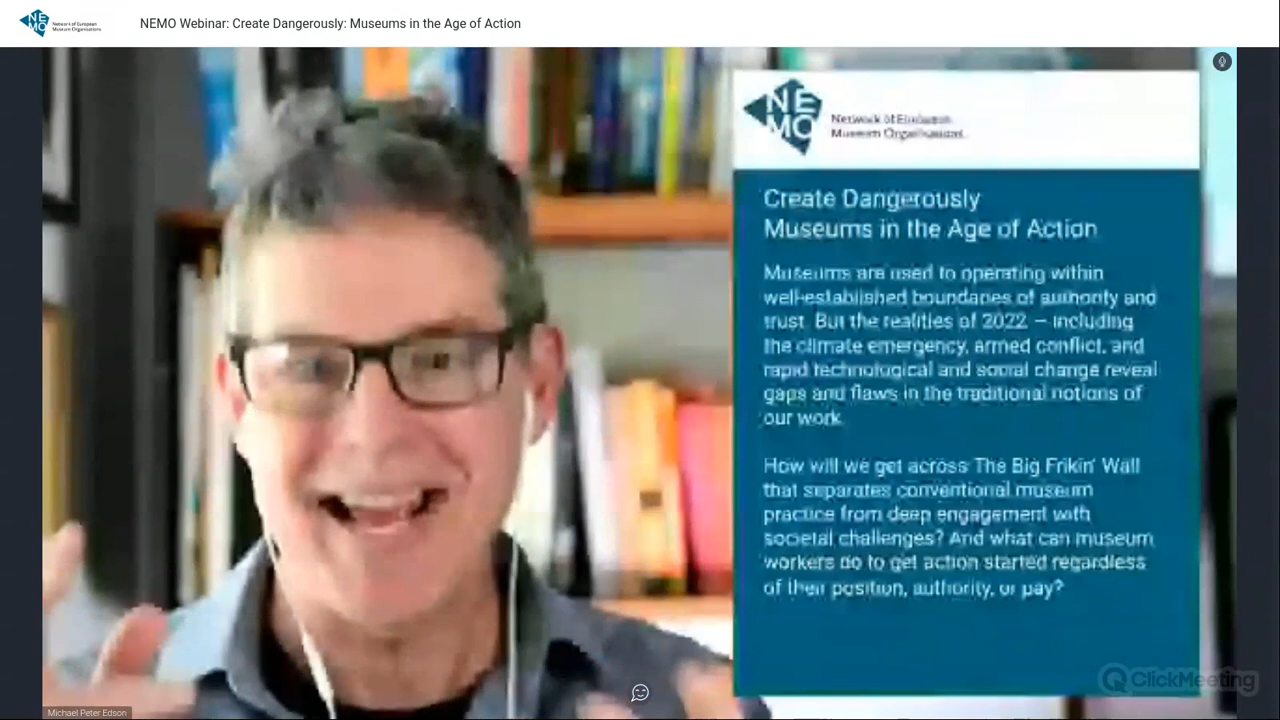 NE
MO
Network of European
Museum Organisations
NEMO Webinar: Create Dangerously: Museums in the Age of Action
NE
MO
Network of European
Museum Organisations
Create Dangerously
Museums in the Age of Action
Museums are used to operating within
well-established boundaries of authority and
trust. But the realities of 2022 — including
the climate emergency, armed conflict, and
rapid technological and social change reveal
gaps and flaws in the traditional notions of
our work.
How will we get across The Big Frikin' Wall
that separates conventional museum
practice from deep engagement with
societal challenges? And what can museum
workers do to get action started regardless
of their position, authority, or pay?
ClickMeeting
Michael Peter Edson